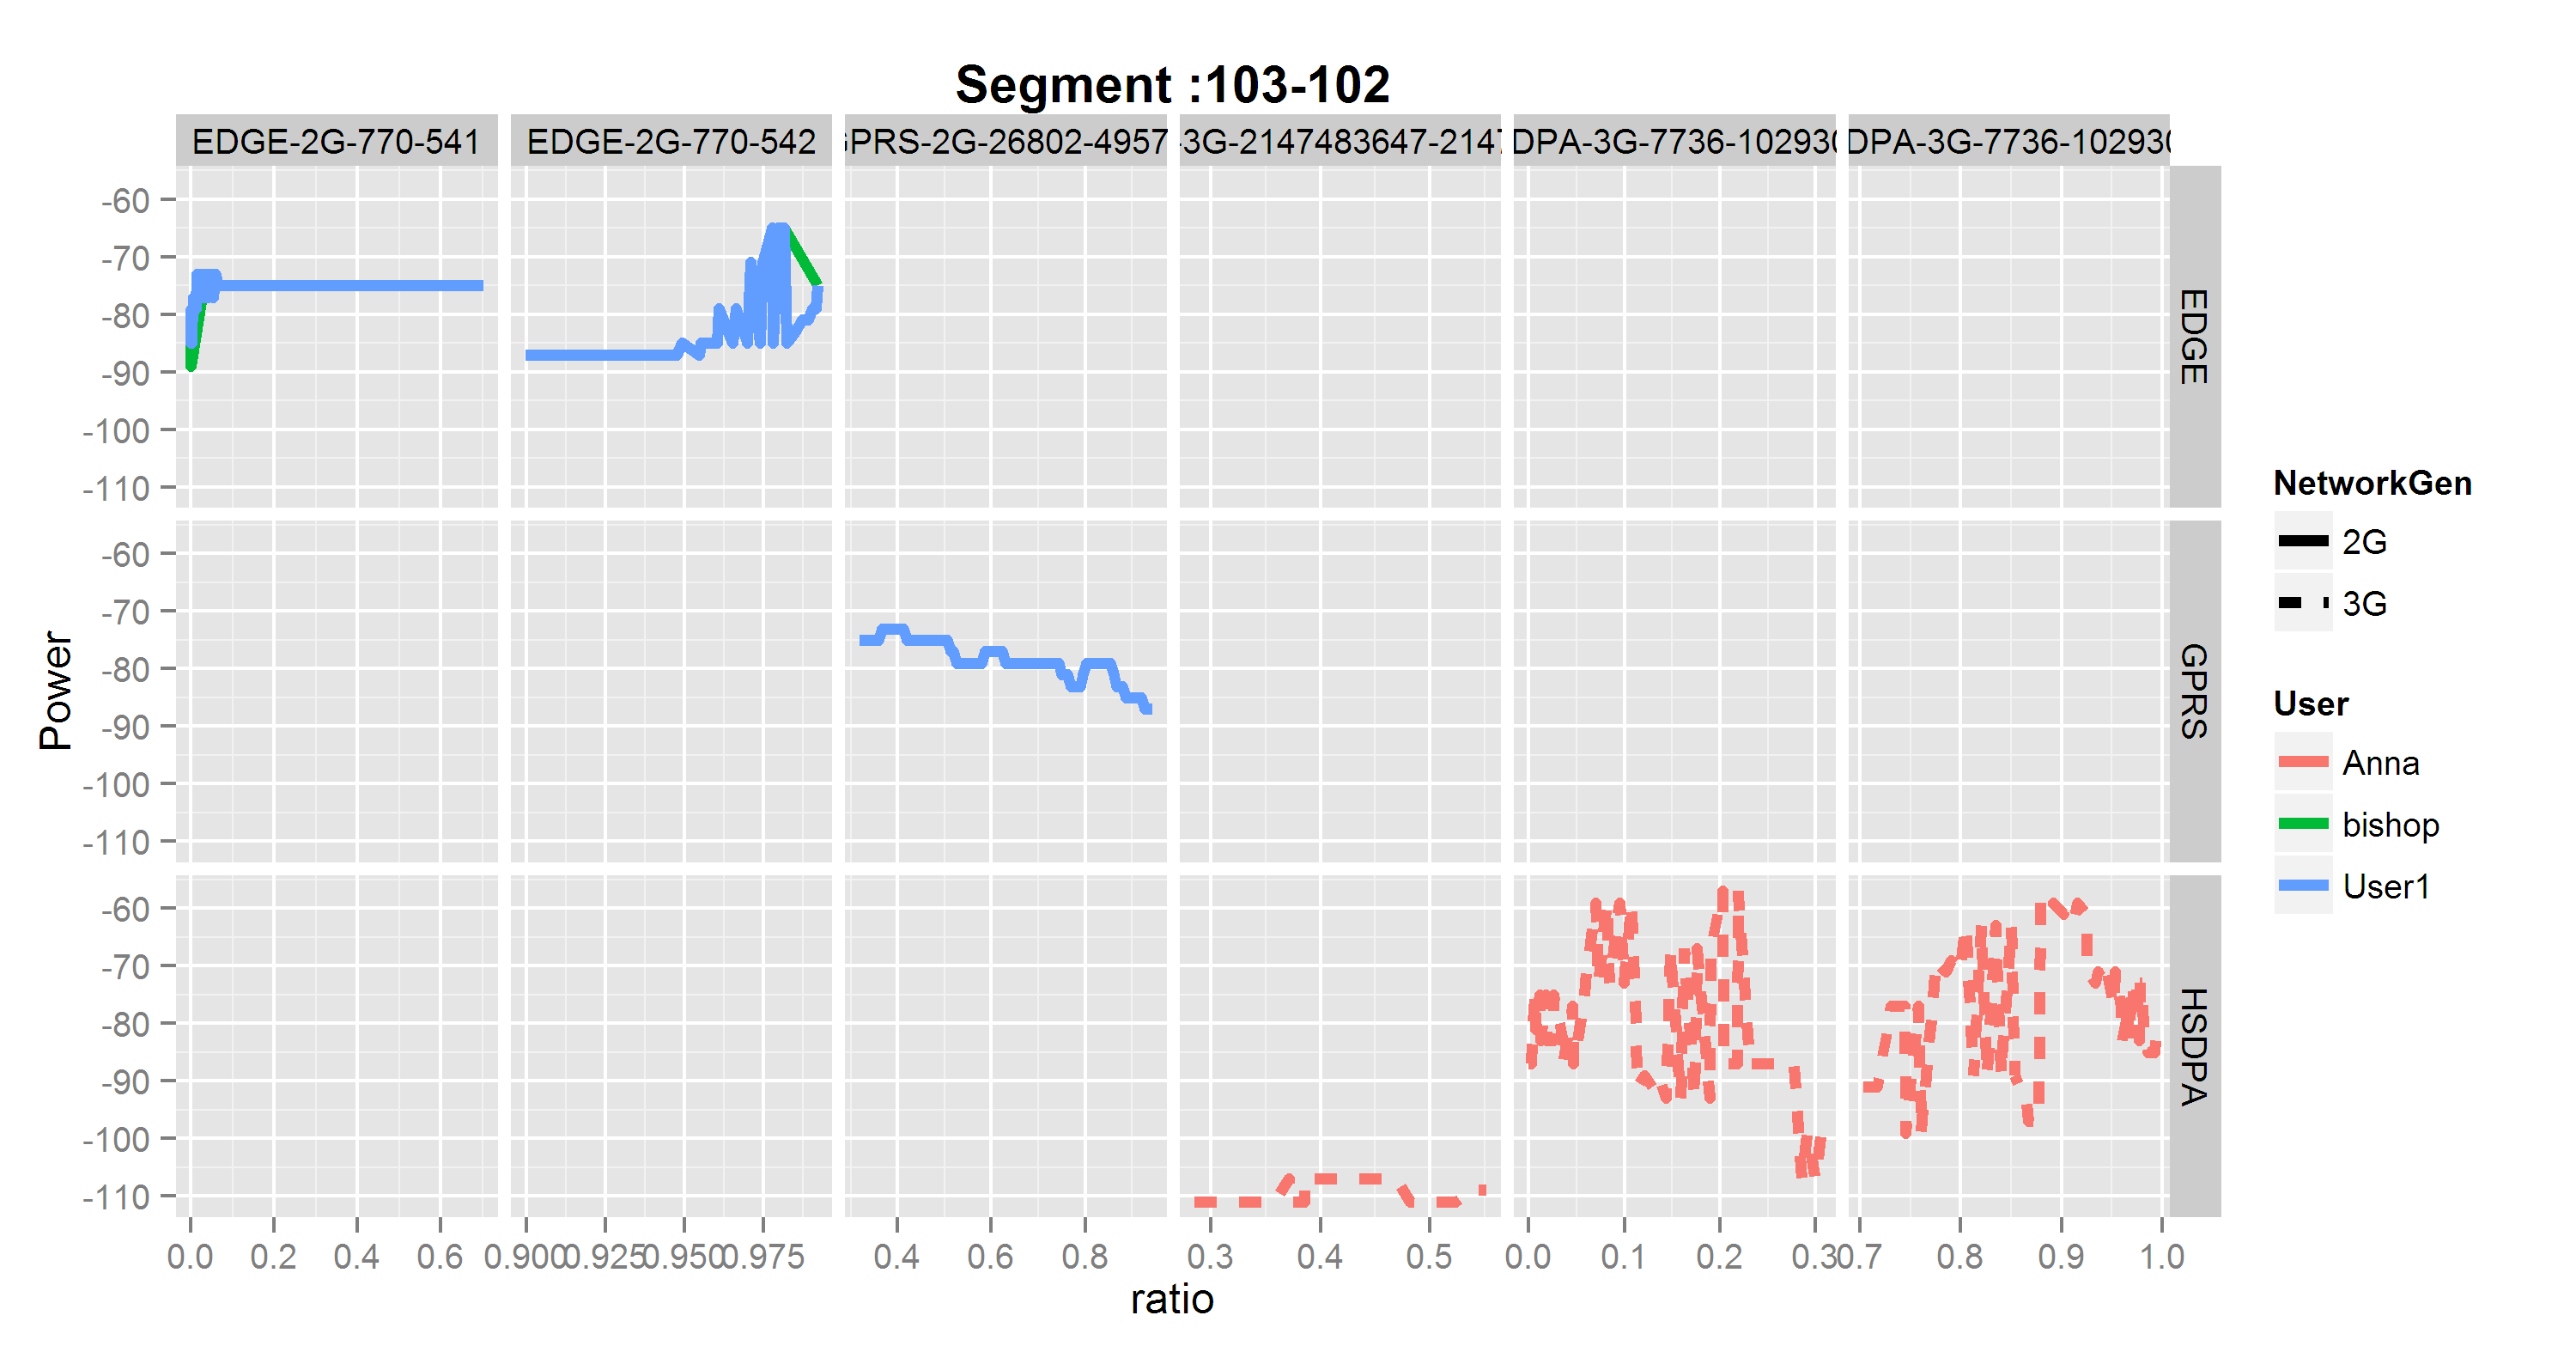 Segment :103-102
EDGE-2G-770-541 EDGE-2G-770-542 GPRS-2G-26802-4957 -3G-2147483647-2147 DPA-3G-7736-102930 DPA-3G-7736-102930
-60
-70
-80
-90
-100
-110
EDGE
-60
-70
-80
-90
-100
-110
GPRS
-60
-70
-80
-90
-100
-110
HSDPA
Power
0.0 0.2 0.4 0.6 0.900 0.925 0.950 0.975 0.4 0.6 0.8 0.3 0.4 0.5 0.0 0.1 0.2 0.3 0.7 0.8 0.9 1.0
ratio
NetworkGen
2G
3G
User
Anna
bishop
User1